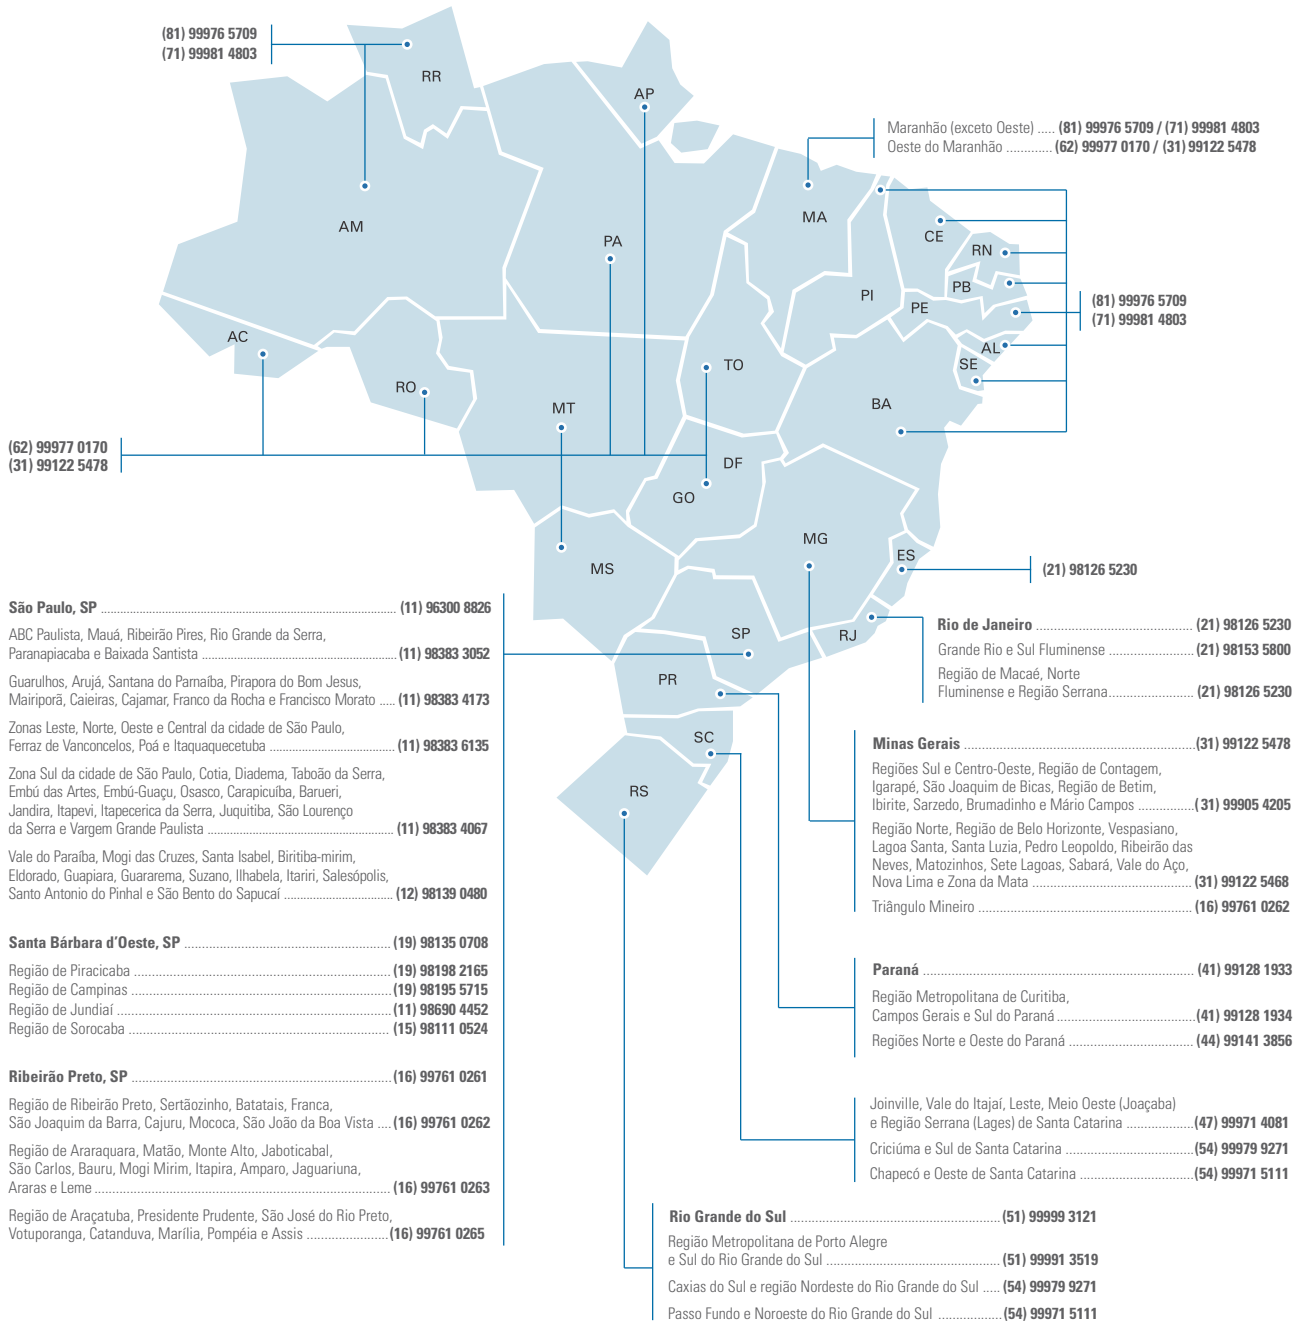 (81) 99976 5709
(71) 99981 4803
RR
AP
Maranhão (exceto Oeste) ..... (81) 99976 5709 / (71) 99981 4803
Oeste do Maranhão ............. (62) 99977 0170 / (31) 99122 5478
AM
PA
MA
CE
RN
PI
PB
PE
(81) 99976 5709
(71) 99981 4803
AC
AL
SE
RO
TO
MT
BA
(62) 99977 0170
(31) 99122 5478
DF
GO
MG
ES
MS
(21) 98126 5230
SP
RJ
PR
SC
RS
São Paulo, SP ..... (11) 96300 8826
ABC Paulista, Mauá, Ribeirão Pires, Rio Grande da Serra,
Paranapiacaba e Baixada Santista ..... (11) 98383 3052
Guarulhos, Arujá, Santana do Parnaíba, Pirapora do Bom Jesus,
Mairiporã, Caieiras, Cajamar, Franco da Rocha e Francisco Morato ..... (11) 98383 4173
Zonas Leste, Norte, Oeste e Central da cidade de São Paulo,
Ferraz de Vanconcelos, Poá e Itaquaquecetuba ..... (11) 98383 6135
Zona Sul da cidade de São Paulo, Cotia, Diadema, Taboão da Serra,
Embú das Artes, Embú-Guaçu, Osasco, Carapicuíba, Barueri,
Jandira, Itapevi, Itapecerica da Serra, Juquitiba, São Lourenço
da Serra e Vargem Grande Paulista ..... (11) 98383 4067
Vale do Paraíba, Mogi das Cruzes, Santa Isabel, Biritiba-mirim,
Eldorado, Guapiara, Guararema, Suzano, Ilhabela, Itariri, Salesópolis,
Santo Antonio do Pinhal e São Bento do Sapucaí ..... (12) 98139 0480
Santa Bárbara d'Oeste, SP ..... (19) 98135 0708
Região de Piracicaba ..... (19) 98198 2165
Região de Campinas ..... (19) 98195 5715
Região de Jundiaí ..... (11) 98690 4452
Região de Sorocaba ..... (15) 98111 0524
Ribeirão Preto, SP ..... (16) 99761 0261
Região de Ribeirão Preto, Sertãozinho, Batatais, Franca,
São Joaquim da Barra, Cajuru, Mococa, São João da Boa Vista .... (16) 99761 0262
Região de Araraquara, Matão, Monte Alto, Jaboticabal,
São Carlos, Bauru, Mogi Mirim, Itapira, Amparo, Jaguariuna,
Araras e Leme ..... (16) 99761 0263
Região de Araçatuba, Presidente Prudente, São José do Rio Preto,
Votuporanga, Catanduva, Marília, Pompéia e Assis ..... (16) 99761 0265
Rio de Janeiro ..... (21) 98126 5230
Grande Rio e Sul Fluminense ..... (21) 98153 5800
Região de Macaé, Norte
Fluminense e Região Serrana..... (21) 98126 5230
Minas Gerais ..... (31) 99122 5478
Regiões Sul e Centro-Oeste, Região de Contagem,
Igarapé, São Joaquim de Bicas, Região de Betim,
Ibirite, Sarzedo, Brumadinho e Mário Campos ..... (31) 99905 4205
Região Norte, Região de Belo Horizonte, Vespasiano,
Lagoa Santa, Santa Luzia, Pedro Leopoldo, Ribeirão das
Neves, Matozinhos, Sete Lagoas, Sabará, Vale do Aço,
Nova Lima e Zona da Mata ..... (31) 99122 5468
Triângulo Mineiro ..... (16) 99761 0262
Paraná ..... (41) 99128 1933
Região Metropolitana de Curitiba,
Campos Gerais e Sul do Paraná ..... (41) 99128 1934
Regiões Norte e Oeste do Paraná ..... (44) 99141 3856
Joinville, Vale do Itajaí, Leste, Meio Oeste (Joaçaba)
e Região Serrana (Lages) de Santa Catarina ..... (47) 99971 4081
Criciúma e Sul de Santa Catarina ..... (54) 99979 9271
Chapecó e Oeste de Santa Catarina ..... (54) 99971 5111
Rio Grande do Sul ..... (51) 99999 3121
Região Metropolitana de Porto Alegre
e Sul do Rio Grande do Sul ..... (51) 99991 3519
Caxias do Sul e região Nordeste do Rio Grande do Sul ..... (54) 99979 9271
Passo Fundo e Noroeste do Rio Grande do Sul ..... (54) 99971 5111